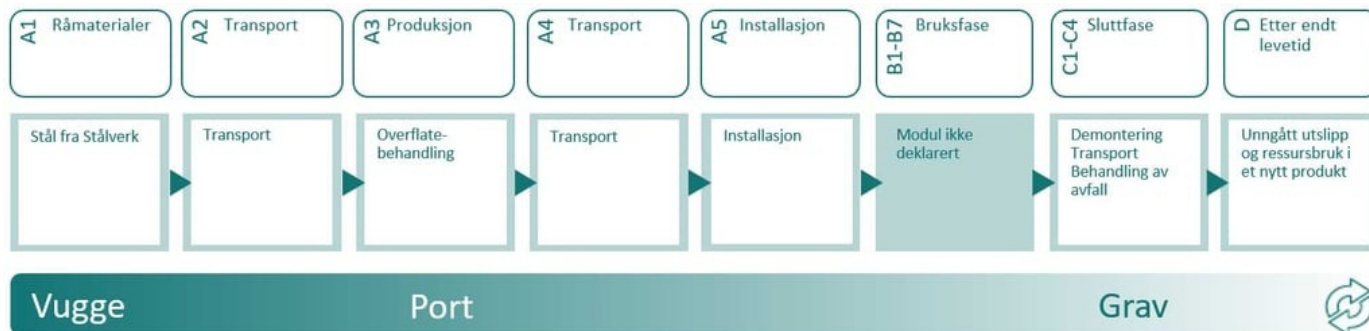 A1 Råmaterialer
A2 Transport
A3 Produksjon
A4 Transport
A5 Installasjon
B1-B7 Bruksfase
C1-C4 Sluttfase
D Etter endt
levetid
Stål fra Stålverk
Transport
Overflate-
behandling
Transport
Installasjon
Modul ikke
deklarert
Demontering
Transport
Behandling av
avfall
Unngått utslipp
og ressursbruk i
et nytt produkt
Vugge
Port
Grav